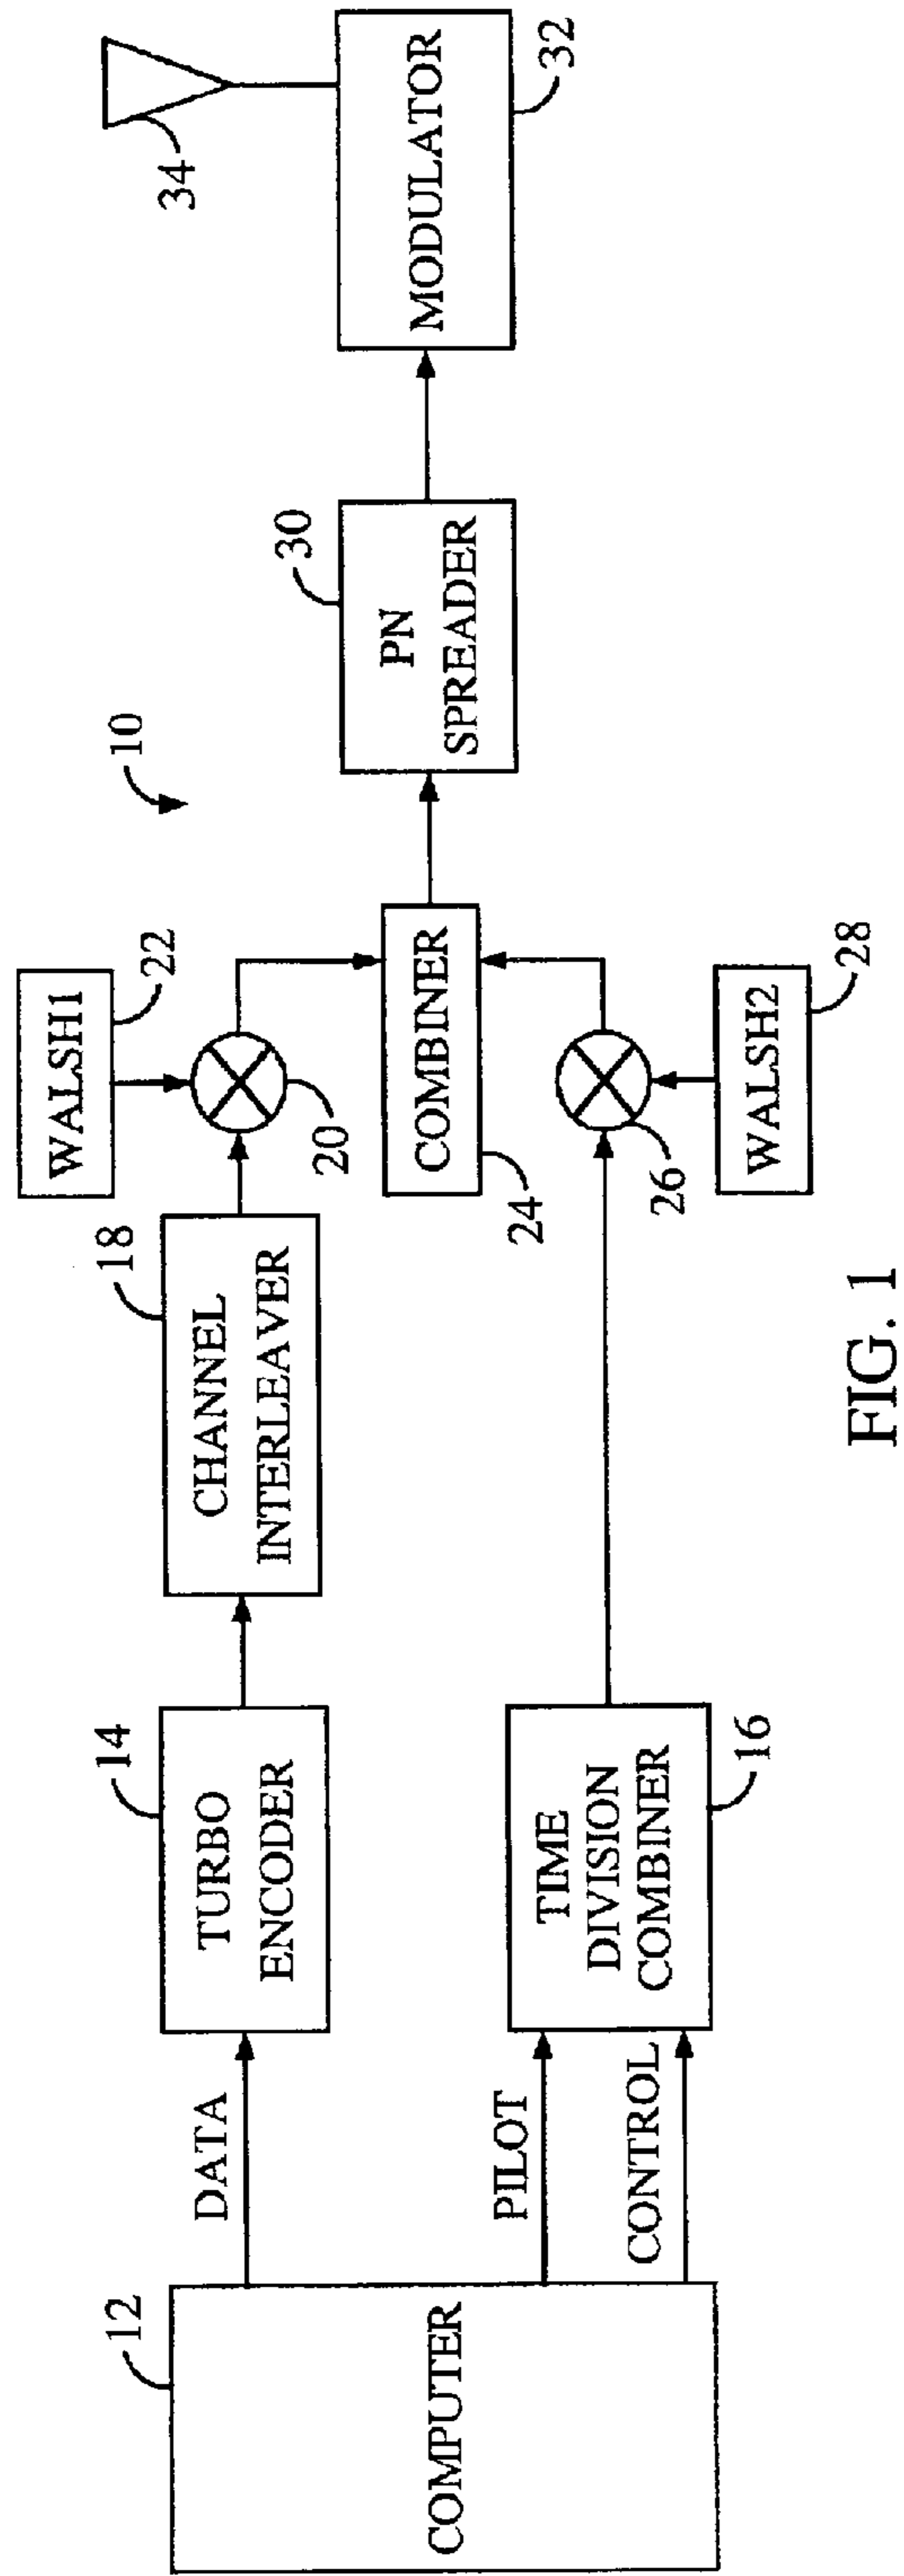 10
12
COMPUTER
DATA
PILOT
CONTROL
14
TURBO
ENCODER
TIME
DIVISION
COMBINER
16
18
CHANNEL
INTERLEAVER
WALSH1
22
20
COMBINER
24
26
WALSH2
28
30
PN
SPREADER
MODULATOR
32
34
FIG. 1